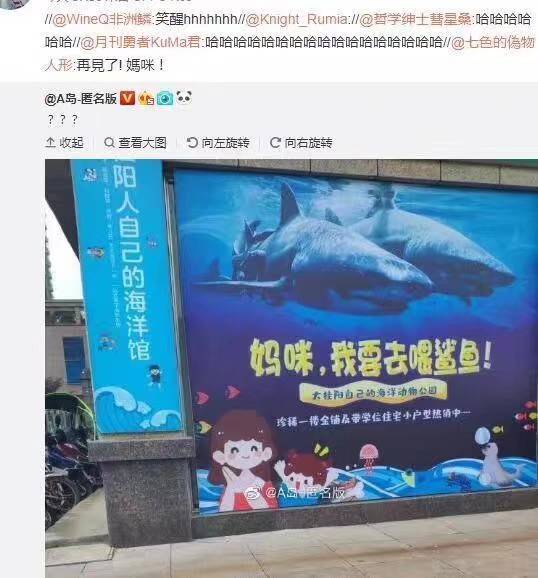 //@WineQ非洲鳞:笑醒hhhhhhh//@Knight_Rumia://@哲学绅士彗星桑:哈哈哈哈
哈哈//@月刊勇者KuMa君:哈哈哈哈哈哈哈哈哈哈哈哈哈哈哈哈哈//@七色的偽物
人形:再見了! 媽咪！
@A岛-匿名版
？？？
收起 查看大图 向左旋转 向右旋转
阳人自己的海洋馆
妈咪,我要去喂鲨鱼!
大桂阳自己的海洋动物公园
珍稀一楼金铺及带学位住宅小户型热销中···
@A岛-匿名版